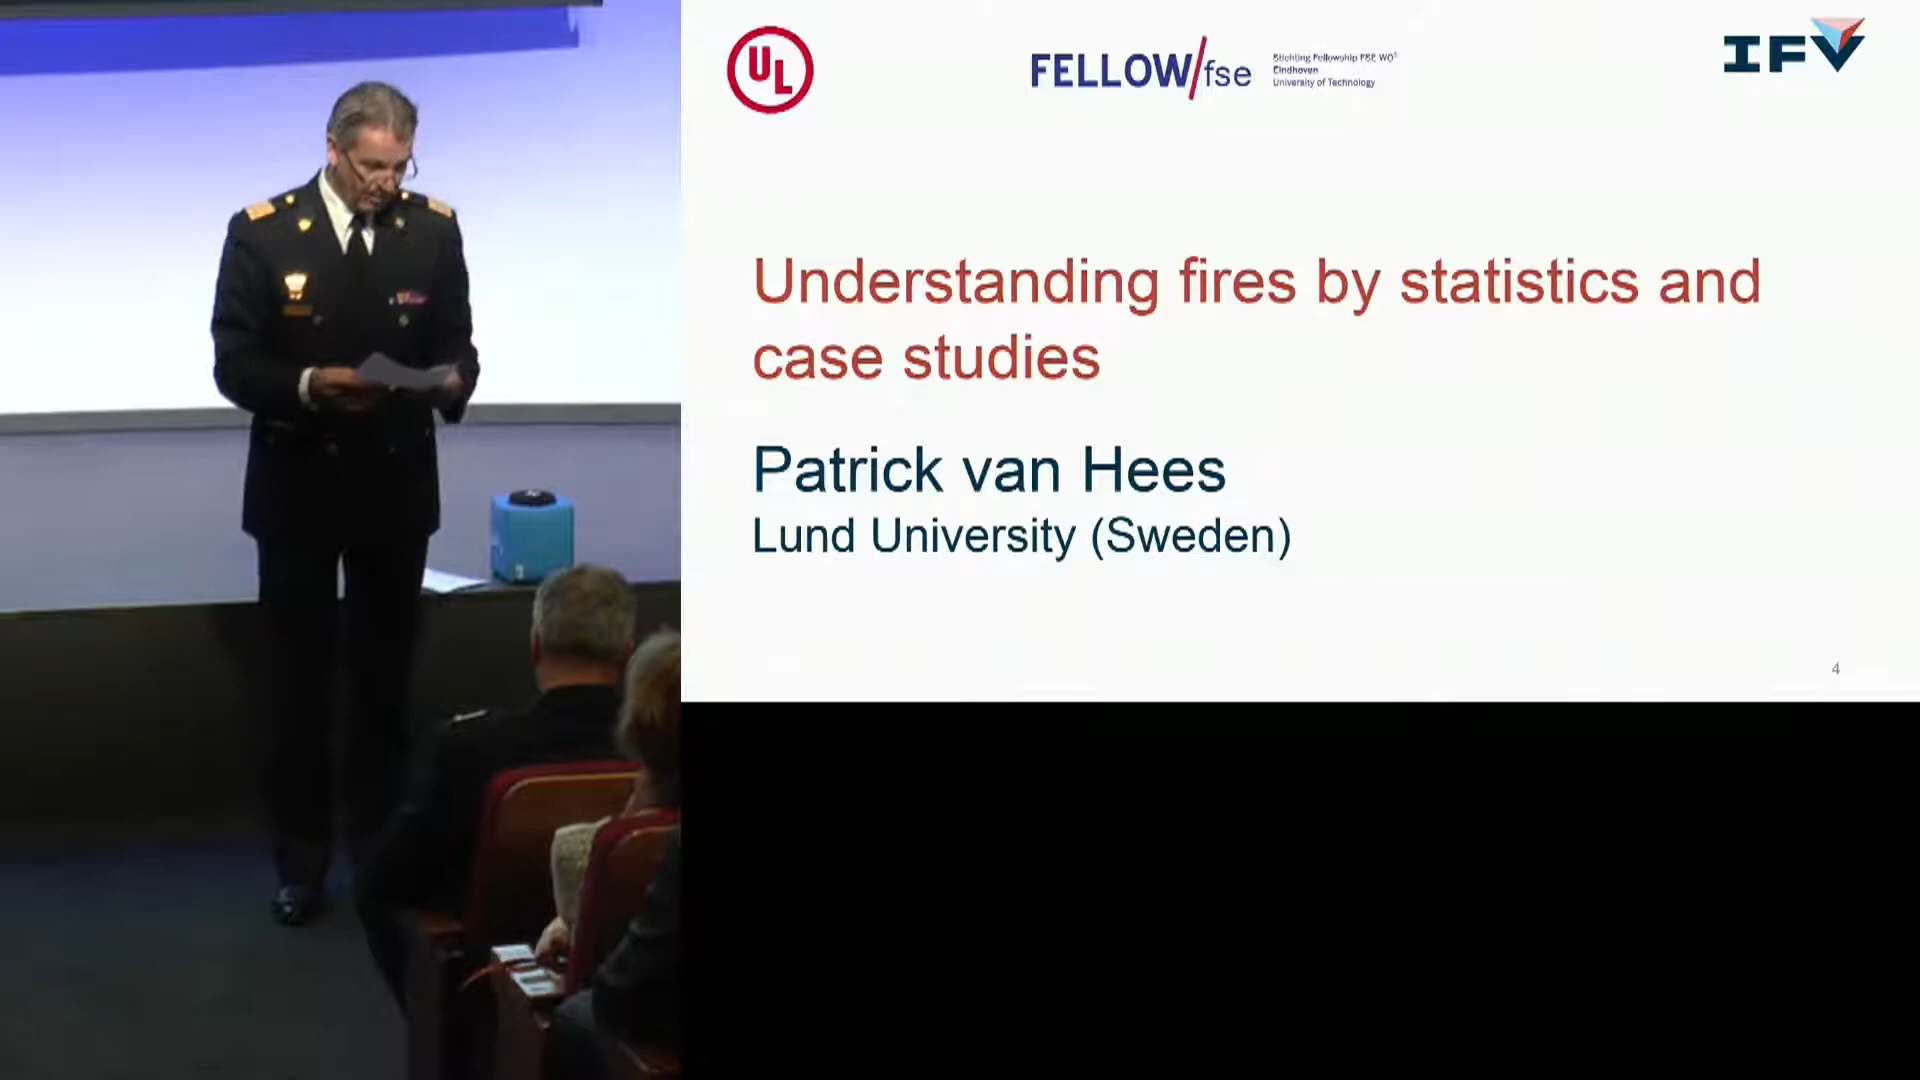 UL
FELLOW/fse
Stichting Fellowship FSE WO²
Eindhoven
University of Technology
IFV
Understanding fires by statistics and
case studies
Patrick van Hees
Lund University (Sweden)
4